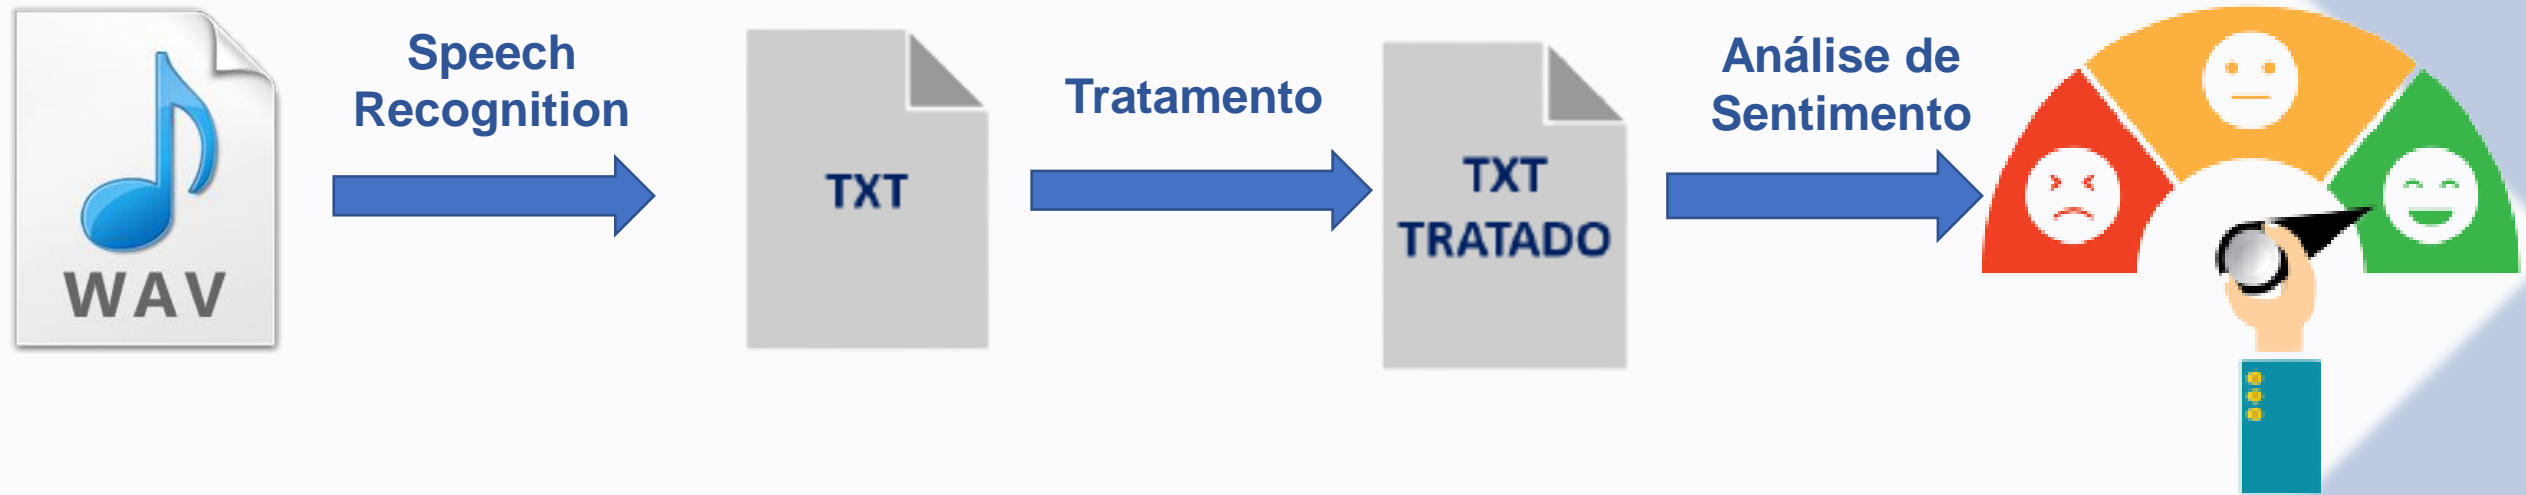 WAV
Speech
Recognition
TXT
Tratamento
TXT
TRATADO
Análise de
Sentimento